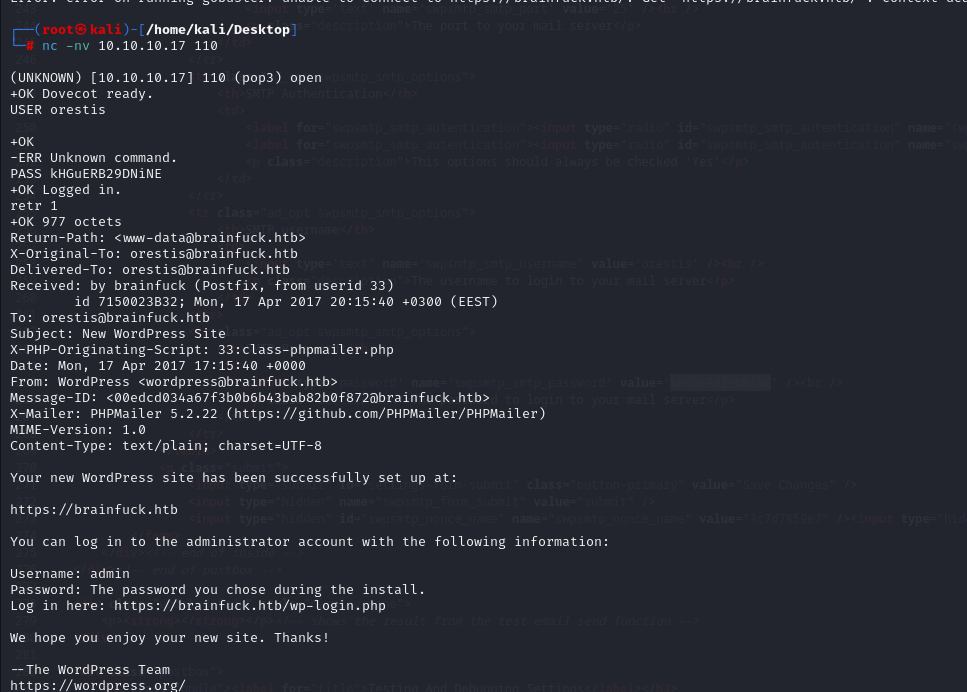 ┌──(root㉿kali)-[/home/kali/Desktop]
└─# nc -nv 10.10.10.17 110
(UNKNOWN) [10.10.10.17] 110 (pop3) open
+OK Dovecot ready.
USER orestis
+OK
-ERR Unknown command.
PASS kHGuERB29DNiNE
+OK Logged in.
retr 1
+OK 977 octets
Return-Path: <www-data@brainfuck.htb>
X-Original-To: orestis@brainfuck.htb
Delivered-To: orestis@brainfuck.htb
Received: by brainfuck (Postfix, from userid 33)
        id 7150023B32; Mon, 17 Apr 2017 20:15:40 +0300 (EEST)
To: orestis@brainfuck.htb
Subject: New WordPress Site
X-PHP-Originating-Script: 33:class-phpmailer.php
Date: Mon, 17 Apr 2017 17:15:40 +0000
From: WordPress <wordpress@brainfuck.htb>
Message-ID: <00edcd034a67f3b0b6b43bab82b0f872@brainfuck.htb>
X-Mailer: PHPMailer 5.2.22 (https://github.com/PHPMailer/PHPMailer)
MIME-Version: 1.0
Content-Type: text/plain; charset=UTF-8
Your new WordPress site has been successfully set up at:
https://brainfuck.htb
You can log in to the administrator account with the following information:
Username: admin
Password: The password you chose during the install.
Log in here: https://brainfuck.htb/wp-login.php
We hope you enjoy your new site. Thanks!
--The WordPress Team
https://wordpress.org/